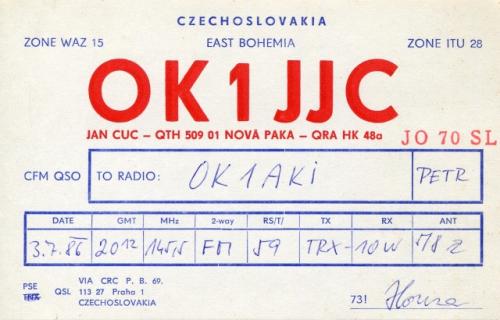 CZECHOSLOVAKIA
ZONE WAZ 15 EAST BOHEMIA ZONE ITU 28
OK1JJC
JAN CUC – QTH 509 01 NOVÁ PAKA – QRA HK 48a JO 70 SL
CFM QSO TO RADIO: OK1AKI PETR
DATE GMT MHz 2-way RS/T/ TX RX ANT
3.7.86 2012 145,5 FM 59 TRX-10W
PSE VIA CRC P. B. 69.
QSL 113 27 Praha 1 73!
CZECHOSLOVAKIA